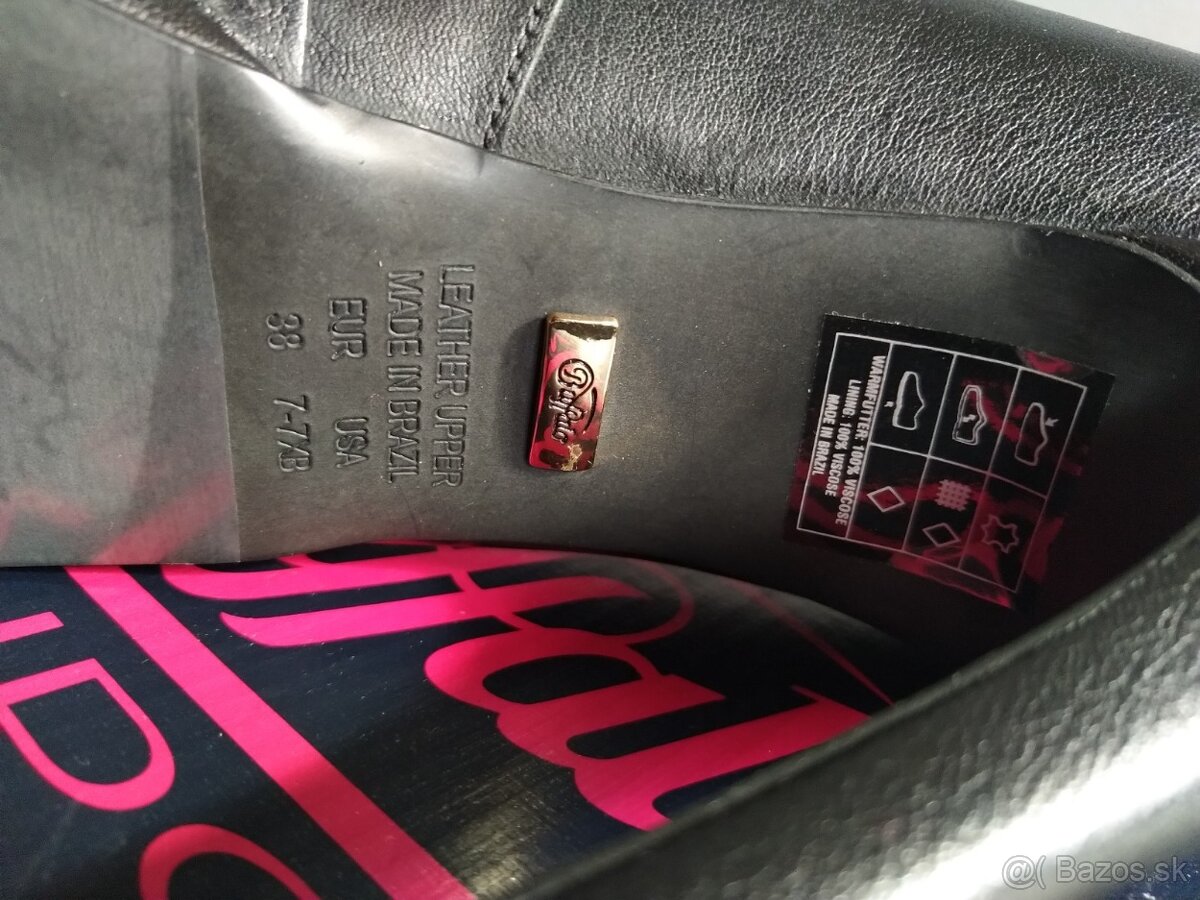 LEATHER UPPER
MADE IN BRAZIL
EUR USA
38 7-7½B
Buffalo
WARMFUTTER: 100% VISCOSE
LINING: 100% VISCOSE
MADE IN BRAZIL
@( Bazos.sk